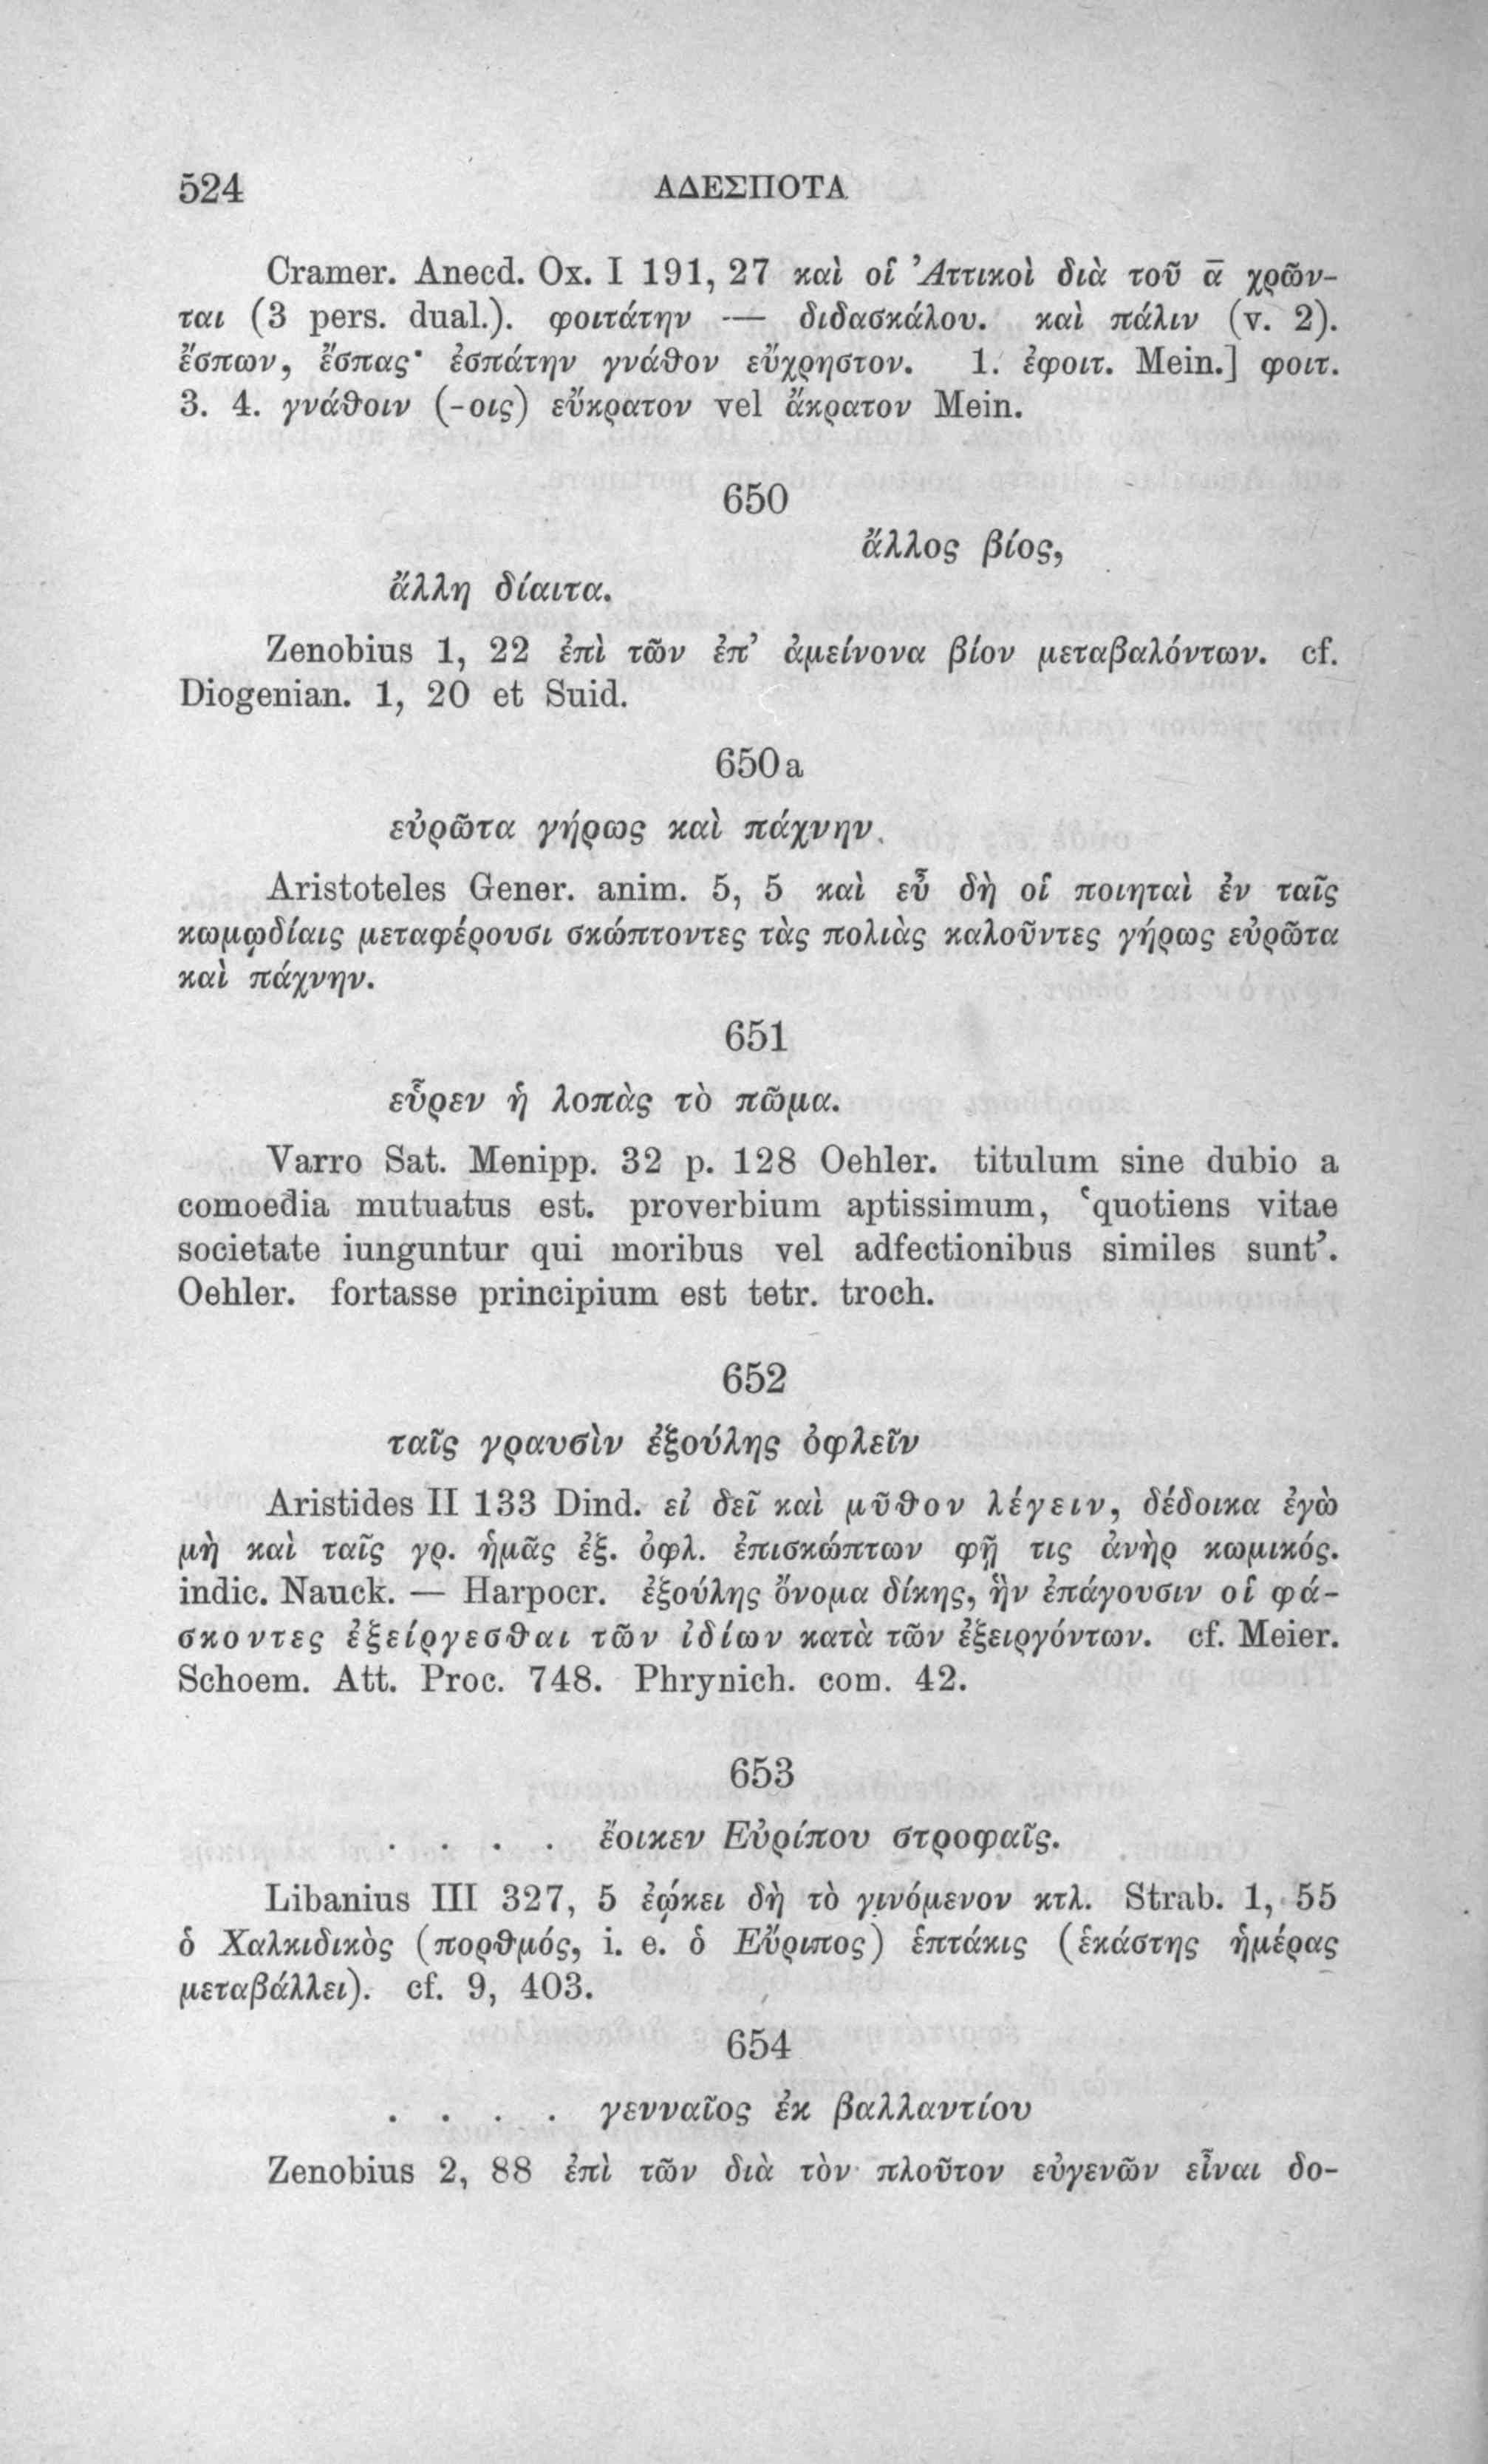 524 ΑΔΕΣΠΟΤΑ
Cramer. Anecd. Ox. I 191, 27 καὶ οἱ Ἀττικοὶ διὰ τοῦ ᾱ χρῶν-
ται (3 pers. dual.). φοιτάτην — διδασκάλου. καὶ πάλιν (v. 2).
ἔσπων, ἔσπας· ἐσπάτην γνάθον εὔχρηστον. 1. ἐφοιτ. Mein.] φοιτ.
3. 4. γνάθοιν (-οις) εὔκρατον vel ἄκρατον Mein.
650
ἄλλος βίος,
ἄλλη δίαιτα.
Zenobius 1, 22 ἐπὶ τῶν ἐπ’ ἀμείνονα βίον μεταβαλόντων. cf.
Diogenian. 1, 20 et Suid.
650a
εὐρῶτα γήρως καὶ πάχνην.
Aristoteles Gener. anim. 5, 5 καὶ εὖ δὴ οἱ ποιηταὶ ἐν ταῖς
κωμῳδίαις μεταφέρουσι σκώπτοντες τὰς πολιὰς καλοῦντες γήρως εὐρῶτα
καὶ πάχνην.
651
εὗρεν ἡ λοπὰς τὸ πῶμα.
Varro Sat. Menipp. 32 p. 128 Oehler. titulum sine dubio a
comoedia mutuatus est. proverbium aptissimum, ‘quotiens vitae
societate iunguntur qui moribus vel adfectionibus similes sunt’.
Oehler. fortasse principium est tetr. troch.
652
ταῖς γραυσὶν ἐξούλης ὀφλεῖν
Aristides II 133 Dind. εἰ δεῖ καὶ μῦθον λέγειν, δέδοικα ἐγὼ
μὴ καὶ ταῖς γρ. ἡμᾶς ἐξ. ὀφλ. ἐπισκώπτων φῇ τις ἀνὴρ κωμικός.
indic. Nauck. — Harpocr. ἐξούλης ὄνομα δίκης, ἣν ἐπάγουσιν οἱ φά-
σκοντες ἐξείργεσθαι τῶν ἰδίων κατὰ τῶν ἐξειργόντων. cf. Meier.
Schoem. Att. Proc. 748. Phrynich. com. 42.
653
. . . . ἔοικεν Εὐρίπου στροφαῖς.
Libanius III 327, 5 ἐῴκει δὴ τὸ γινόμενον κτλ. Strab. 1, 55
ὁ Χαλκιδικὸς (πορθμός, i. e. ὁ Εὔριπος) ἑπτάκις (ἑκάστης ἡμέρας
μεταβάλλει). cf. 9, 403.
654
. . . . γενναῖος ἐκ βαλλαντίου
Zenobius 2, 88 ἐπὶ τῶν διὰ τὸν πλοῦτον εὐγενῶν εἶναι δο-